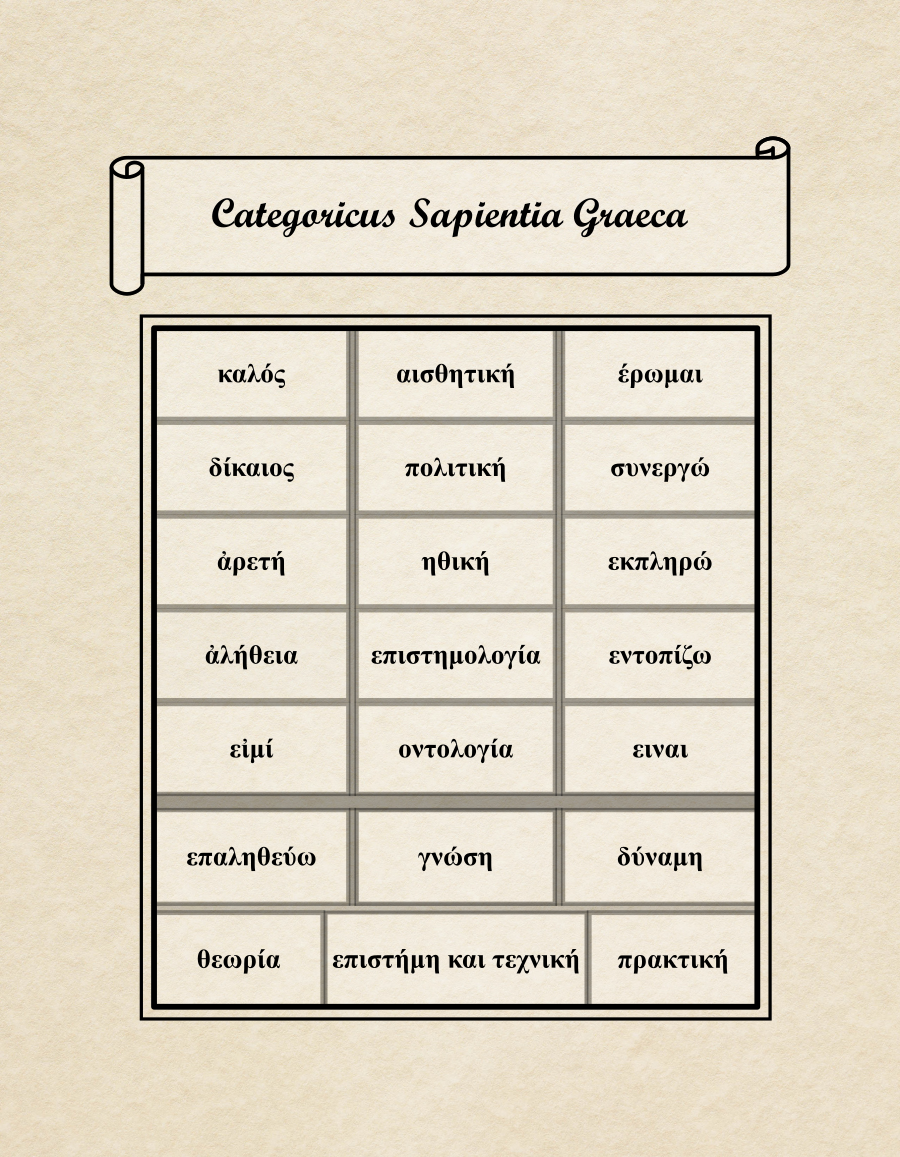 Categoricus Sapientia Graeca
καλός αισθητική έρωμαι
δίκαιος πολιτική συνεργώ
ἀρετή ηθική εκπληρώ
ἀλήθεια επιστημολογία εντοπίζω
εἰμί οντολογία ειναι
επαληθεύω γνώση δύναμη
θεωρία επιστήμη και τεχνική πρακτική